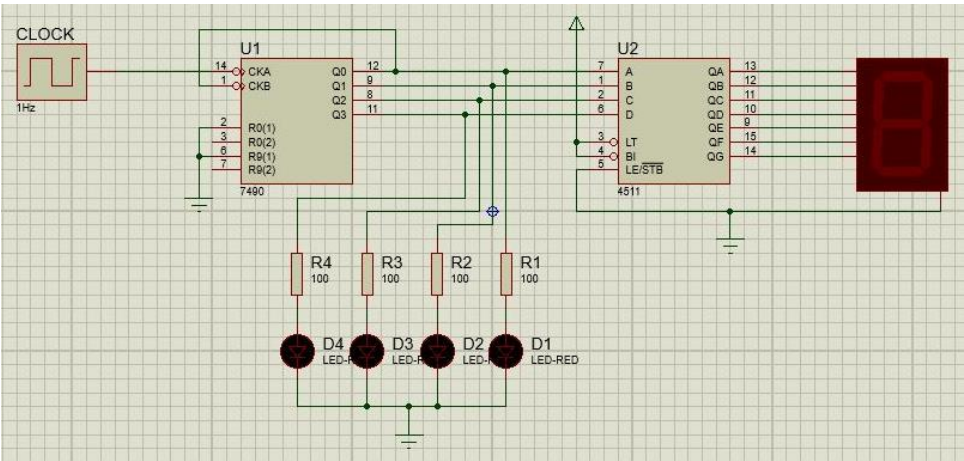 CLOCK
1Hz
U1
14 CKA Q0 12
1 CKB Q1 9
Q2 8
Q3 11
2 R0(1)
3 R0(2)
6 R9(1)
7 R9(2)
7490
U2
7 A QA 13
1 B QB 12
2 C QC 11
6 D QD 10
QE 9
3 LT QF 15
4 BI QG 14
5 LE/STB
4511
R4
100
R3
100
R2
100
R1
100
D4
LED-R
D3
LED-R
D2
LED-
D1
LED-RED